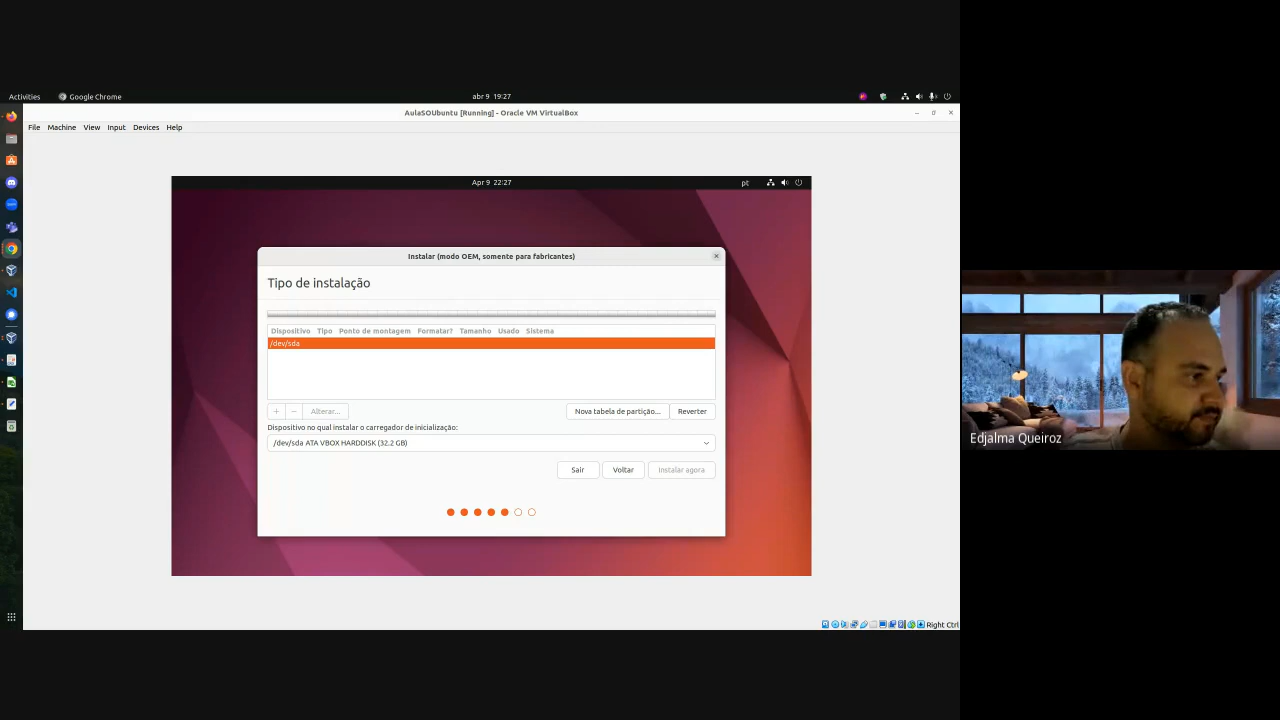 Activities
Google Chrome
abr 9 19:27
AulaSOUbuntu [Running] - Oracle VM VirtualBox
File Machine View Input Devices Help
Apr 9 22:27
pt
Instalar (modo OEM, somente para fabricantes)
Tipo de instalação
Dispositivo Tipo Ponto de montagem Formatar? Tamanho Usado Sistema
/dev/sda
+ − Alterar...
Nova tabela de partição... Reverter
Dispositivo no qual instalar o carregador de inicialização:
/dev/sda ATA VBOX HARDDISK (32.2 GB)
Sair Voltar Instalar agora
Edjalma Queiroz
Right Ctrl